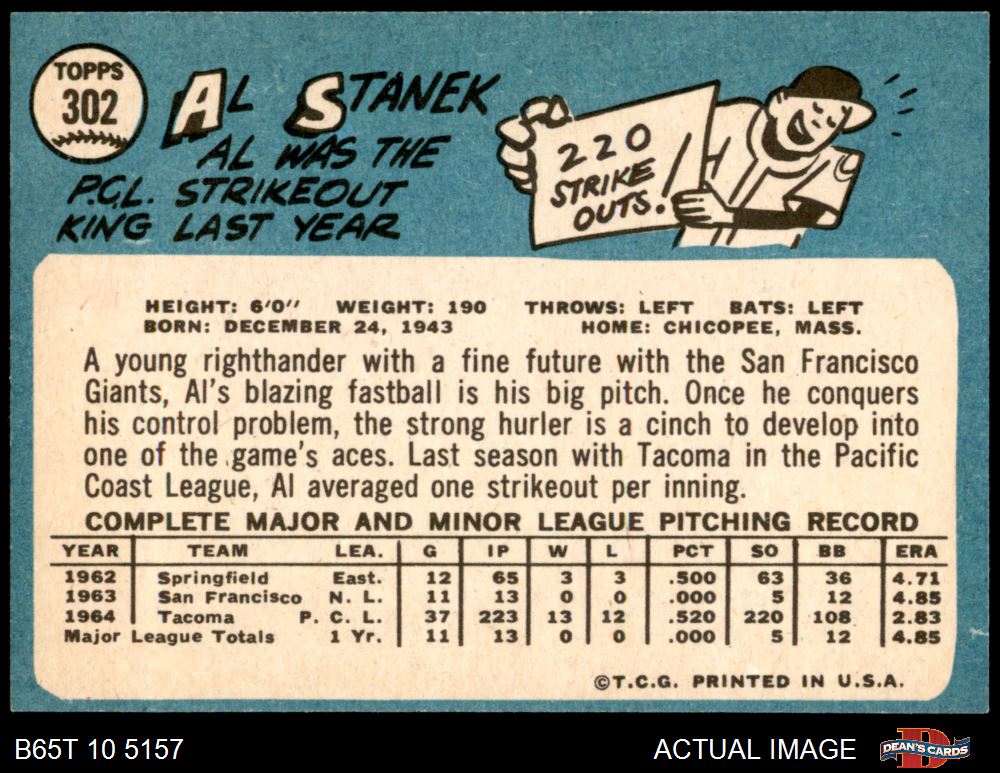 TOPPS
302
AL STANEK
AL WAS THE
P.C.L. STRIKEOUT
KING LAST YEAR
220
STRIKE
OUTS!
HEIGHT: 6'0" WEIGHT: 190 THROWS: LEFT BATS: LEFT
BORN: DECEMBER 24, 1943 HOME: CHICOPEE, MASS.
A young righthander with a fine future with the San Francisco
Giants, Al's blazing fastball is his big pitch. Once he conquers
his control problem, the strong hurler is a cinch to develop into
one of the game's aces. Last season with Tacoma in the Pacific
Coast League, Al averaged one strikeout per inning.
COMPLETE MAJOR AND MINOR LEAGUE PITCHING RECORD
YEAR TEAM LEA. G IP W L PCT SO BB ERA
1962 Springfield East. 12 65 3 3 .500 63 36 4.71
1963 San Francisco N. L. 11 13 0 0 .000 5 12 4.85
1964 Tacoma P. C. L. 37 223 13 12 .520 220 108 2.83
Major League Totals 1 Yr. 11 13 0 0 .000 5 12 4.85
©T.C.G. PRINTED IN U.S.A.
B65T 10 5157 ACTUAL IMAGE DEAN'S CARDS